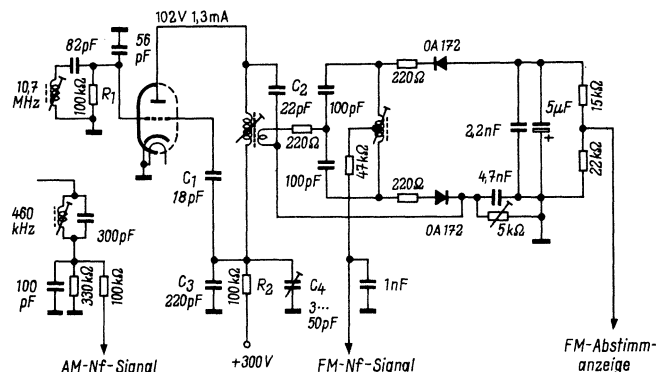 102V 1,3mA
82pF
56 pF
10,7 MHz
100kΩ
R1
C1
18pF
C2
22pF
220Ω
100pF
100pF
220Ω
0A172
220Ω
0A172
47kΩ
2,2nF
5µF
+
15kΩ
22kΩ
4,7nF
5kΩ
460 kHz
300pF
100 pF
330kΩ
100kΩ
C3
220pF
100kΩ
R2
C4
3... 50pF
1nF
+300V
AM-Nf-Signal
FM-Nf-Signal
FM-Abstimm-
anzeige